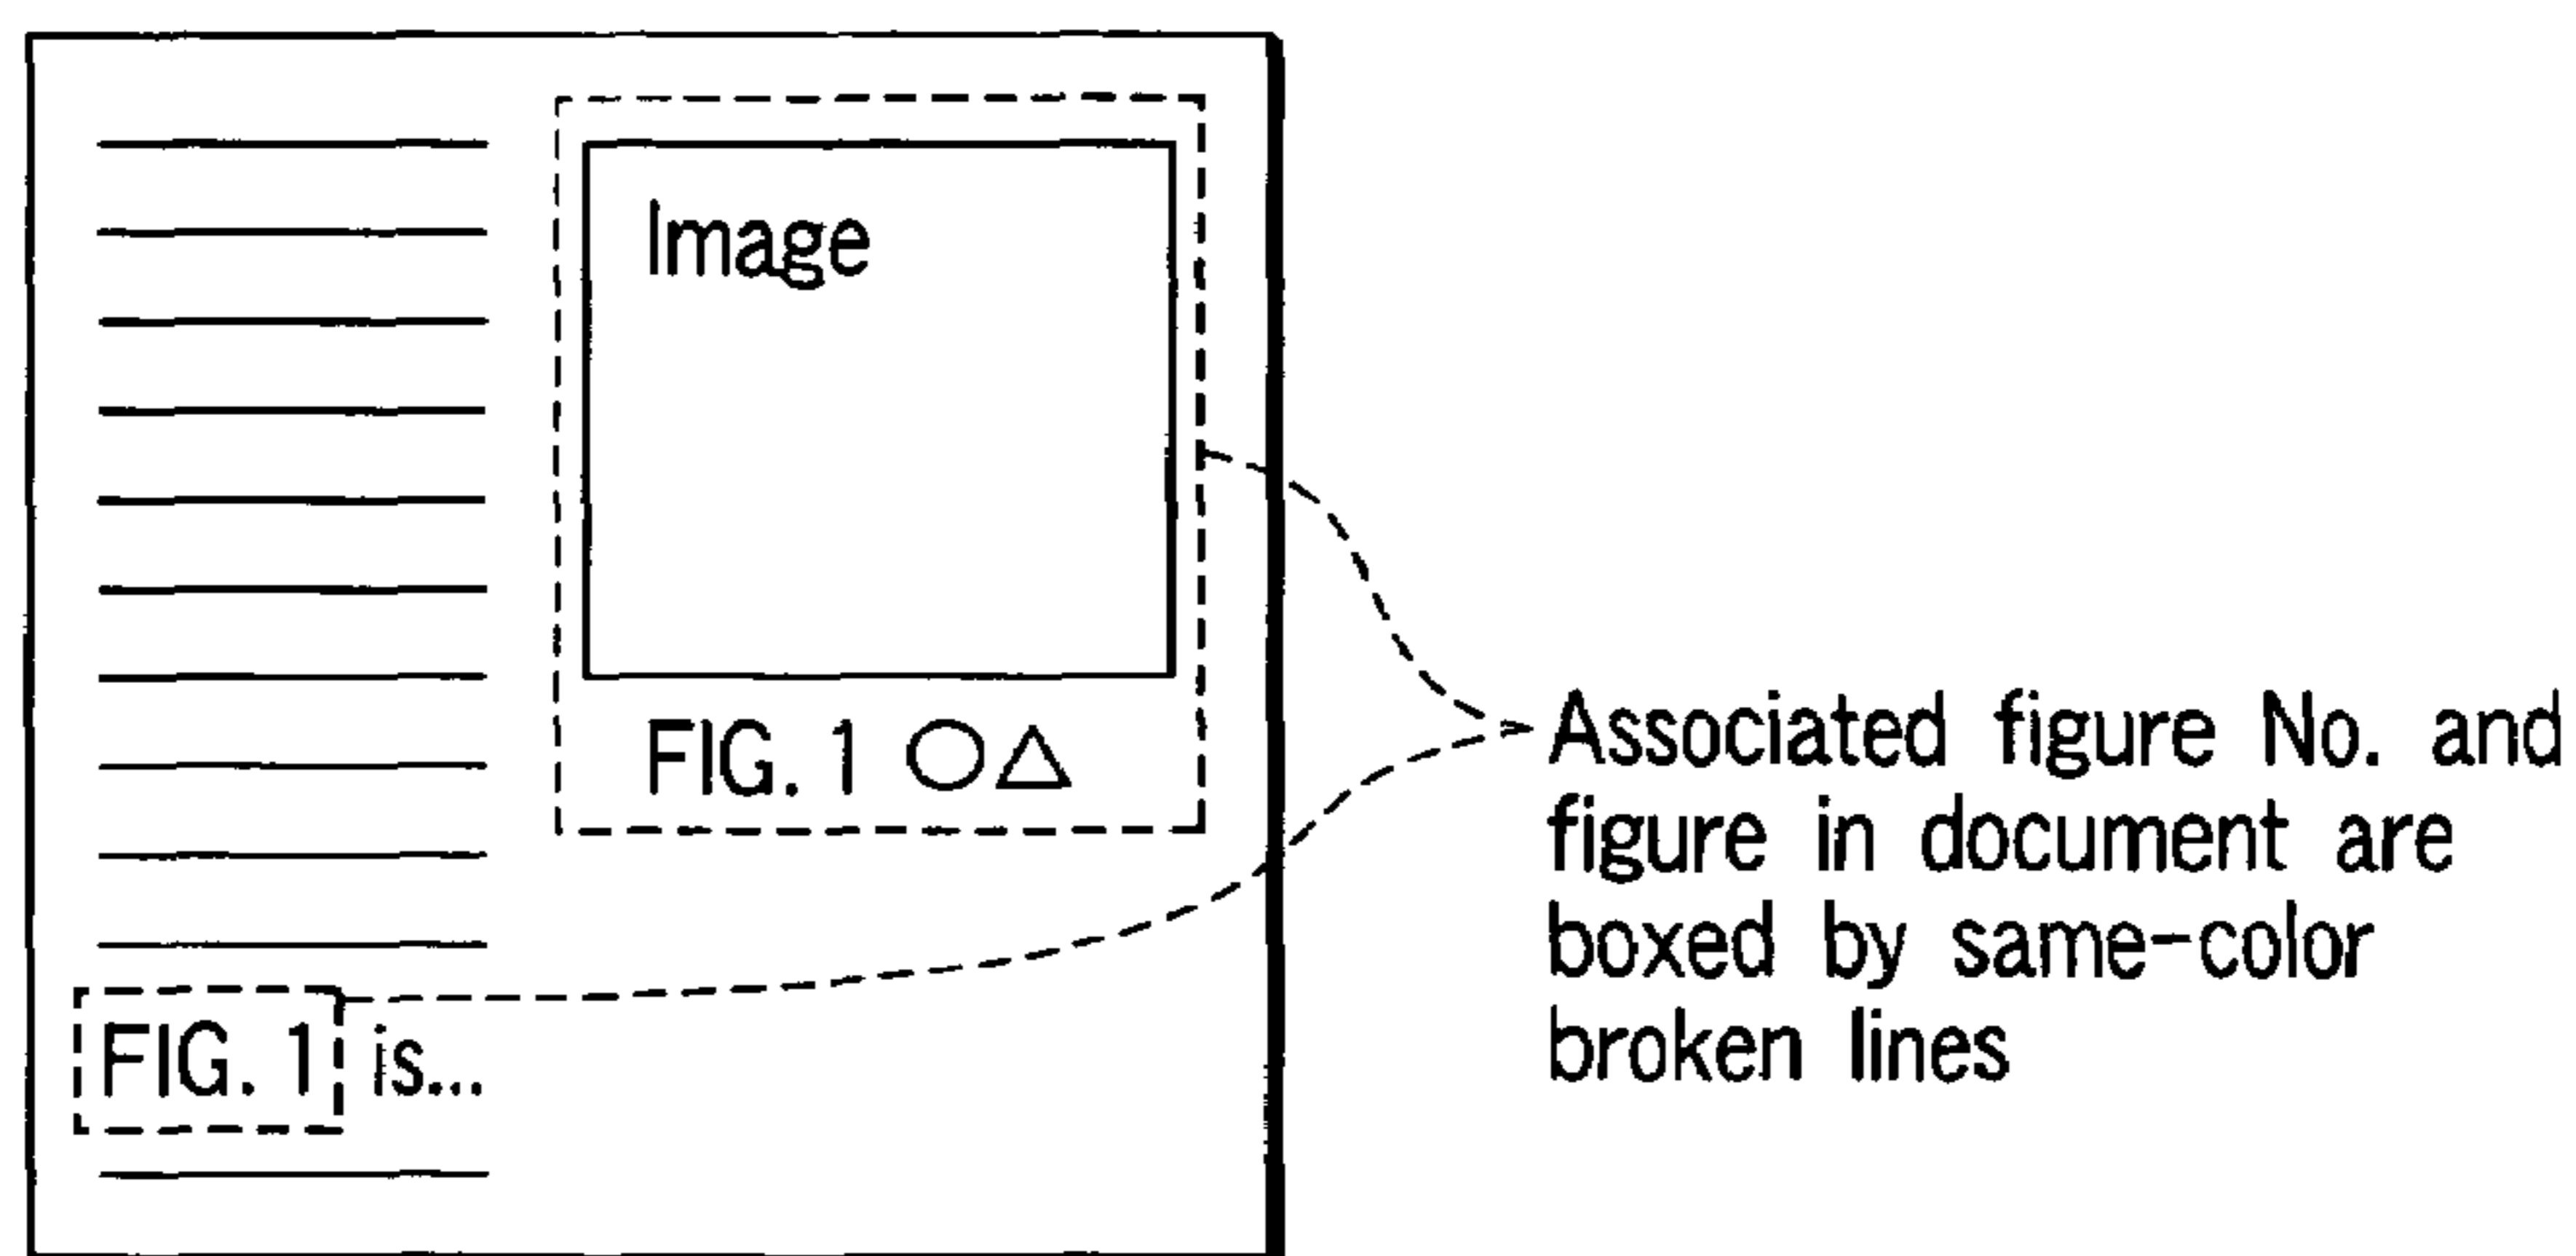 Image
FIG. 1 ○△
FIG. 1 is...
Associated figure No. and
figure in document are
boxed by same-color
broken lines